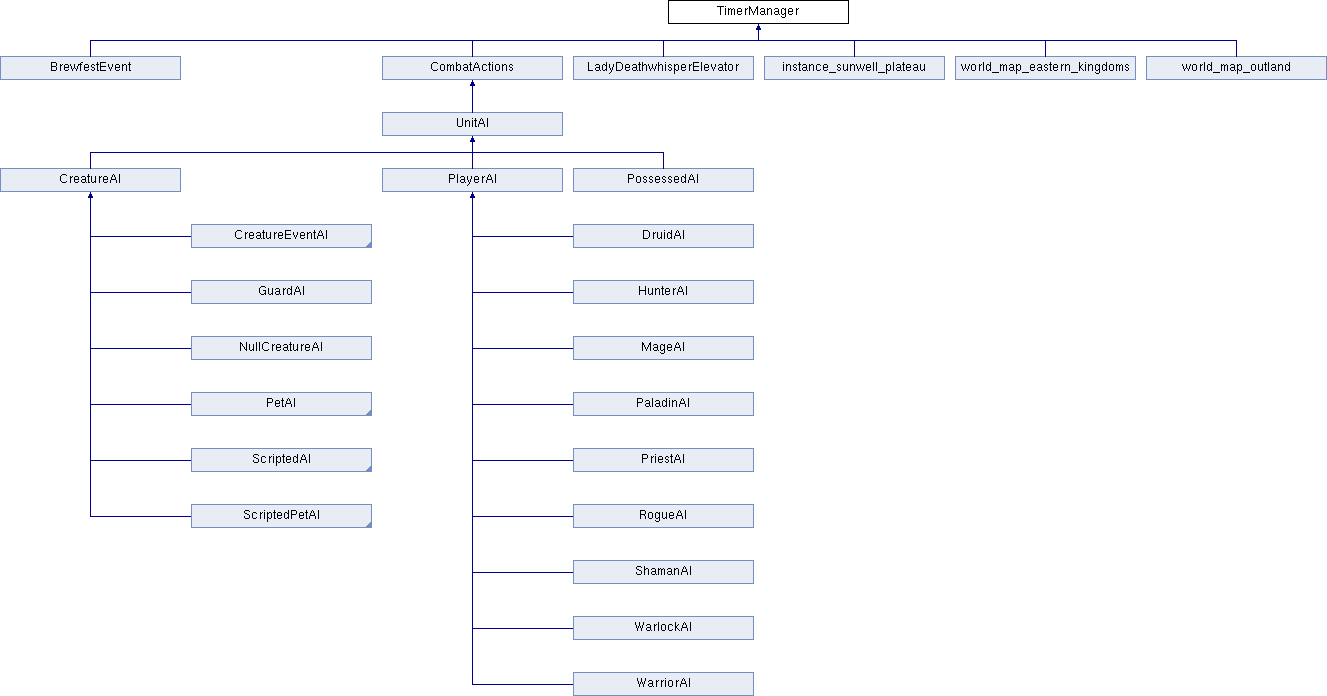 TimerManager
BrewfestEvent
CombatActions
LadyDeathwhisperElevator
instance_sunwell_plateau
world_map_eastern_kingdoms
world_map_outland
UnitAI
CreatureAI
PlayerAI
PossessedAI
CreatureEventAI
DruidAI
GuardAI
HunterAI
NullCreatureAI
MageAI
PetAI
PaladinAI
ScriptedAI
PriestAI
ScriptedPetAI
RogueAI
ShamanAI
WarlockAI
WarriorAI